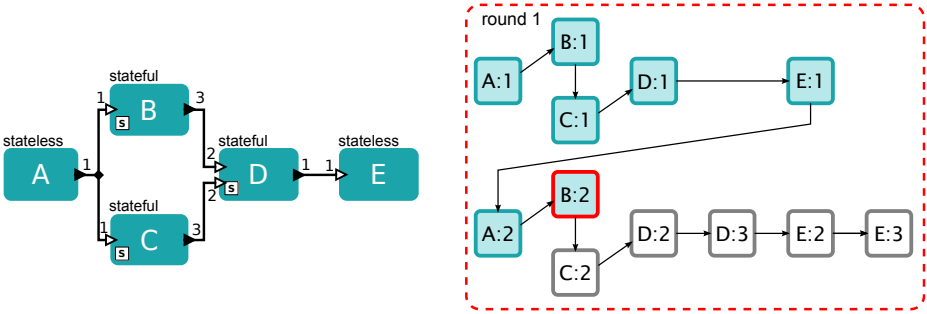 stateful
1
B
3
s
stateless
A
1
stateful
2
D
1
s
2
stateless
1
E
stateful
1
C
3
s
round 1
A:1
B:1
C:1
D:1
E:1
A:2
B:2
C:2
D:2
D:3
E:2
E:3